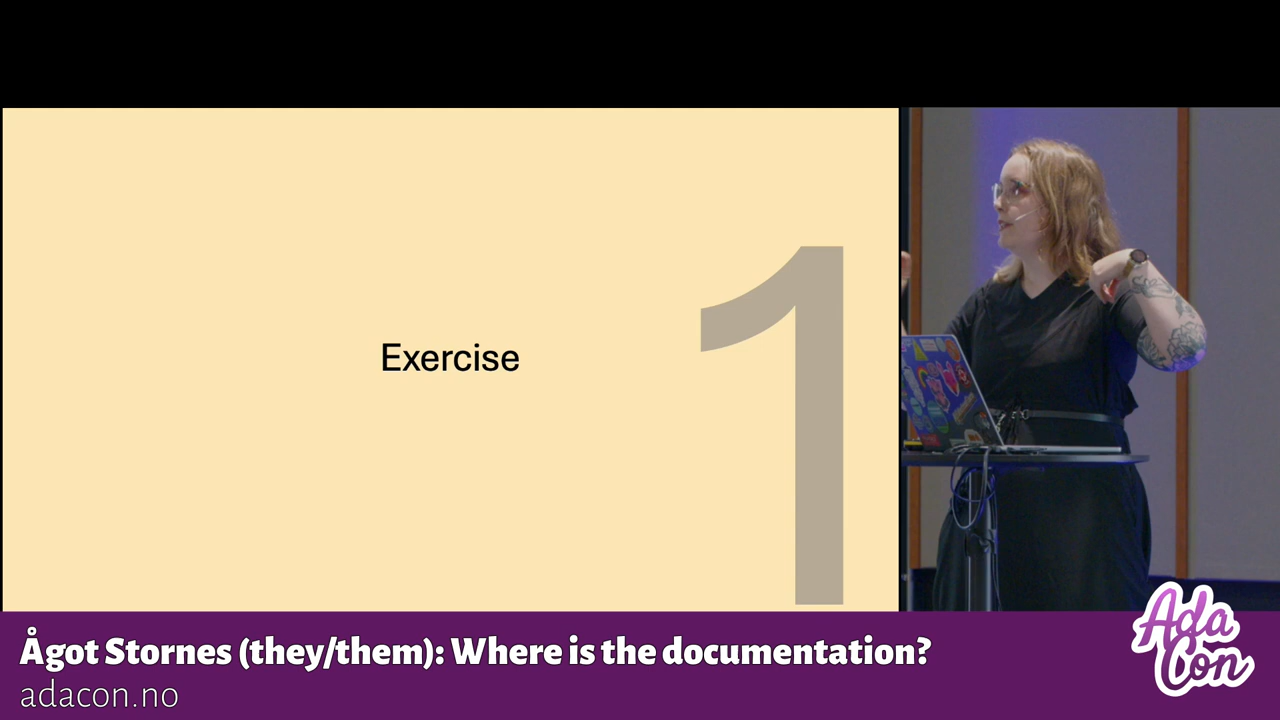 Exercise
1
Ågot Stornes (they/them): Where is the documentation?
adacon.no
Ada
Con